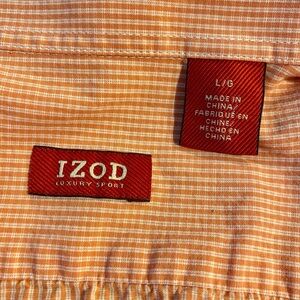 L/G
MADE IN
CHINA/
FABRIQUÉ EN
CHINE/
HECHO EN
CHINA
IZOD
LUXURY SPORT